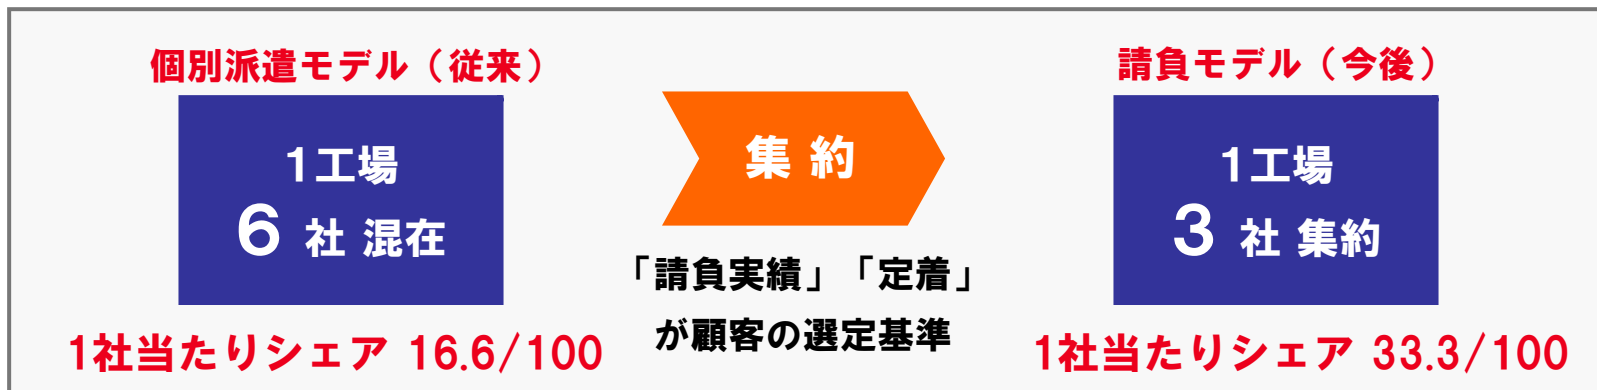 個別派遣モデル（従来）
1工場
6 社 混在
1社当たりシェア 16.6/100
集 約
「請負実績」「定着」
が顧客の選定基準
請負モデル（今後）
1工場
3 社 集約
1社当たりシェア 33.3/100